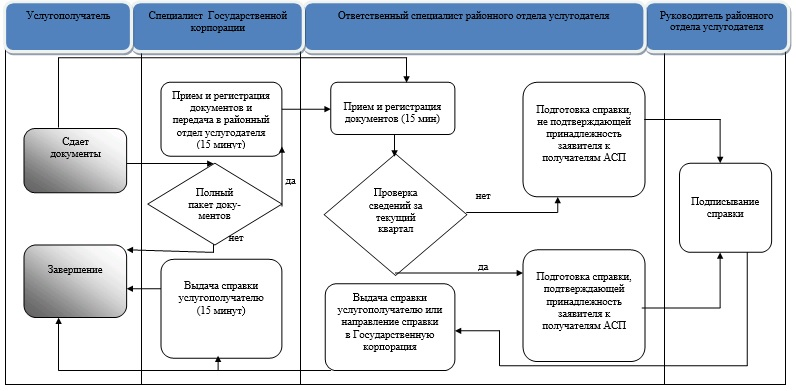 Услугополучатель
Специалист Государственной
корпорации
Ответственный специалист районного отдела услугодателя
Руководитель районного
отдела услугодателя
Сдает
документы
Прием и регистрация
документов и
передача в районный
отдел услугодателя
(15 минут)
да
Полный
пакет доку-
ментов
нет
Завершение
Выдача справки
услугополучателю
(15 минут)
Прием и регистрация
документов (15 мин)
Проверка
сведений за
текущий
квартал
нет
да
Подготовка справки,
не подтверждающей
принадлежность
заявителя к
получателям АСП
Подготовка справки,
подтверждающей
принадлежность
заявителя к
получателям АСП
Выдача справки
услугополучателю или
направление справки
в Государственную
корпорация
Подписывание
справки